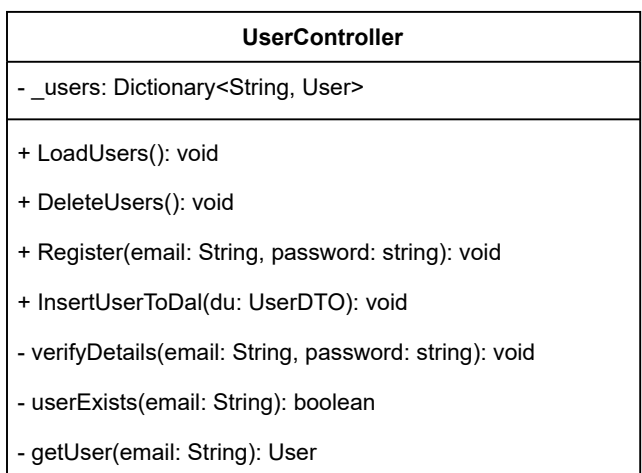 UserController
- _users: Dictionary<String, User>
+ LoadUsers(): void
+ DeleteUsers(): void
+ Register(email: String, password: string): void
+ InsertUserToDal(du: UserDTO): void
- verifyDetails(email: String, password: string): void
- userExists(email: String): boolean
- getUser(email: String): User